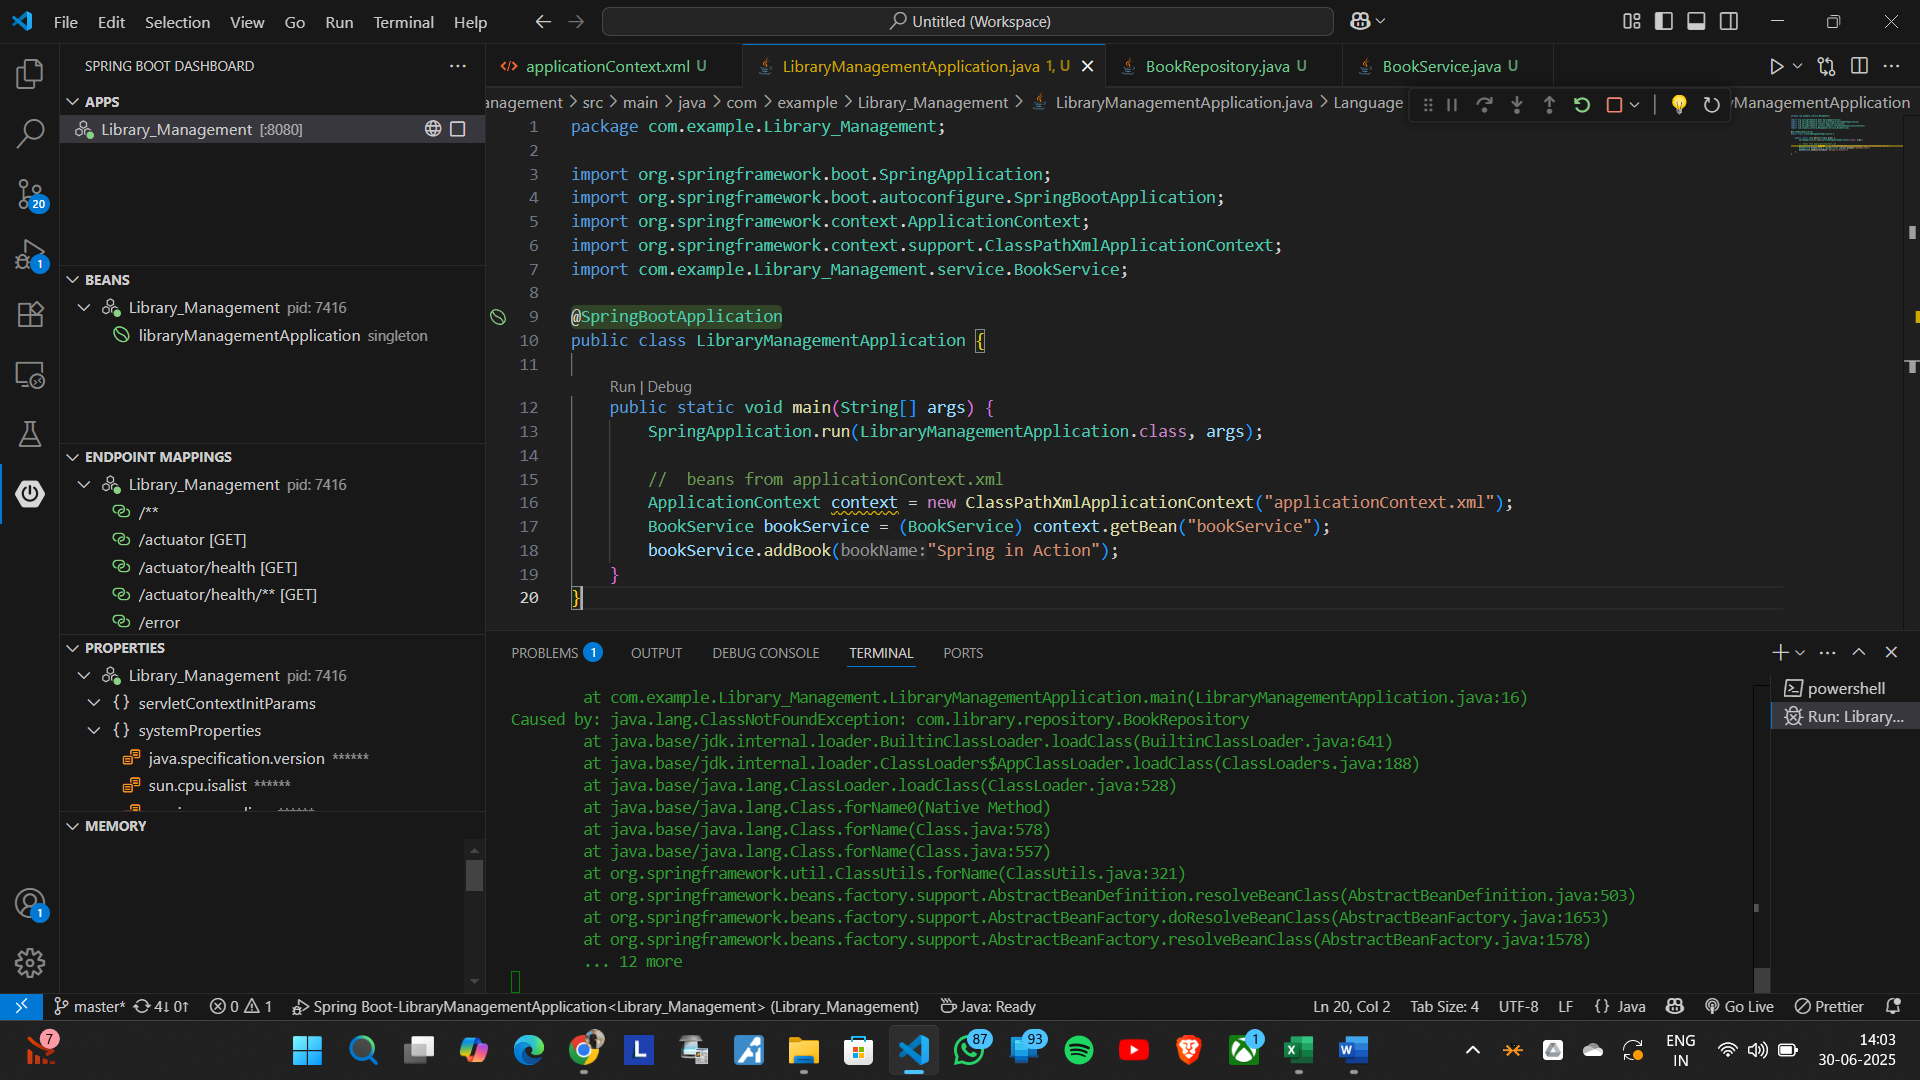 File Edit Selection View Go Run Terminal Help
Untitled (Workspace)
SPRING BOOT DASHBOARD
APPS
Library_Management [:8080]
BEANS
Library_Management pid: 7416
libraryManagementApplication singleton
ENDPOINT MAPPINGS
Library_Management pid: 7416
/**
/actuator [GET]
/actuator/health [GET]
/actuator/health/** [GET]
/error
PROPERTIES
Library_Management pid: 7416
{} servletContextInitParams
{} systemProperties
java.specification.version ******
sun.cpu.isalist ******
MEMORY
20
1
1
applicationContext.xml U
LibraryManagementApplication.java 1, U
BookRepository.java U
BookService.java U
anagement > src > main > java > com > example > Library_Management > LibraryManagementApplication.java > Language
ManagementApplication
1 package com.example.Library_Management;
2
3 import org.springframework.boot.SpringApplication;
4 import org.springframework.boot.autoconfigure.SpringBootApplication;
5 import org.springframework.context.ApplicationContext;
6 import org.springframework.context.support.ClassPathXmlApplicationContext;
7 import com.example.Library_Management.service.BookService;
8
9 @SpringBootApplication
10 public class LibraryManagementApplication {
11
Run | Debug
12 public static void main(String[] args) {
13 SpringApplication.run(LibraryManagementApplication.class, args);
14
15 //  beans from applicationContext.xml
16 ApplicationContext context = new ClassPathXmlApplicationContext("applicationContext.xml");
17 BookService bookService = (BookService) context.getBean("bookService");
18 bookService.addBook(bookName:"Spring in Action");
19 }
20 }
PROBLEMS 1 OUTPUT DEBUG CONSOLE TERMINAL PORTS
at com.example.Library_Management.LibraryManagementApplication.main(LibraryManagementApplication.java:16)
Caused by: java.lang.ClassNotFoundException: com.library.repository.BookRepository
at java.base/jdk.internal.loader.BuiltinClassLoader.loadClass(BuiltinClassLoader.java:641)
at java.base/jdk.internal.loader.ClassLoaders$AppClassLoader.loadClass(ClassLoaders.java:188)
at java.base/java.lang.ClassLoader.loadClass(ClassLoader.java:528)
at java.base/java.lang.Class.forName0(Native Method)
at java.base/java.lang.Class.forName(Class.java:578)
at java.base/java.lang.Class.forName(Class.java:557)
at org.springframework.util.ClassUtils.forName(ClassUtils.java:321)
at org.springframework.beans.factory.support.AbstractBeanDefinition.resolveBeanClass(AbstractBeanDefinition.java:503)
at org.springframework.beans.factory.support.AbstractBeanFactory.doResolveBeanClass(AbstractBeanFactory.java:1653)
at org.springframework.beans.factory.support.AbstractBeanFactory.resolveBeanClass(AbstractBeanFactory.java:1578)
... 12 more
powershell
Run: Library...
master* 4↓ 0↑ 0 1 Spring Boot-LibraryManagementApplication<Library_Management> (Library_Management) Java: Ready
Ln 20, Col 2 Tab Size: 4 UTF-8 LF {} Java Go Live Prettier
7
L
87
93
1
X
W
ENG
IN
14:03
30-06-2025